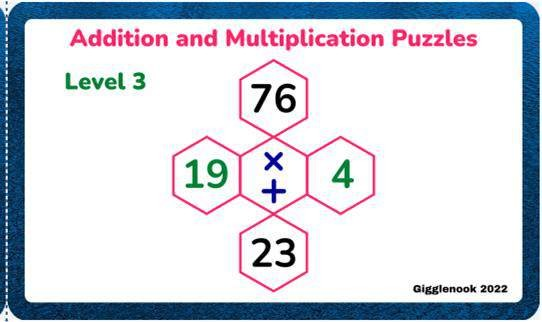 Addition and Multiplication Puzzles
Level 3
76
19 × 4
+
23
Gigglenook 2022